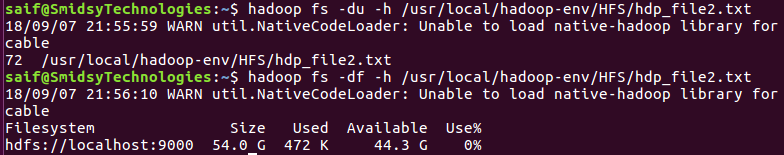 saif@SmidsyTechnologies:~$ hadoop fs -du -h /usr/local/hadoop-env/HFS/hdp_file2.txt
18/09/07 21:55:59 WARN util.NativeCodeLoader: Unable to load native-hadoop library for
cable
72  /usr/local/hadoop-env/HFS/hdp_file2.txt
saif@SmidsyTechnologies:~$ hadoop fs -df -h /usr/local/hadoop-env/HFS/hdp_file2.txt
18/09/07 21:56:10 WARN util.NativeCodeLoader: Unable to load native-hadoop library for
cable
Filesystem                Size   Used  Available  Use%
hdfs://localhost:9000  54.0 G  472 K     44.3 G    0%